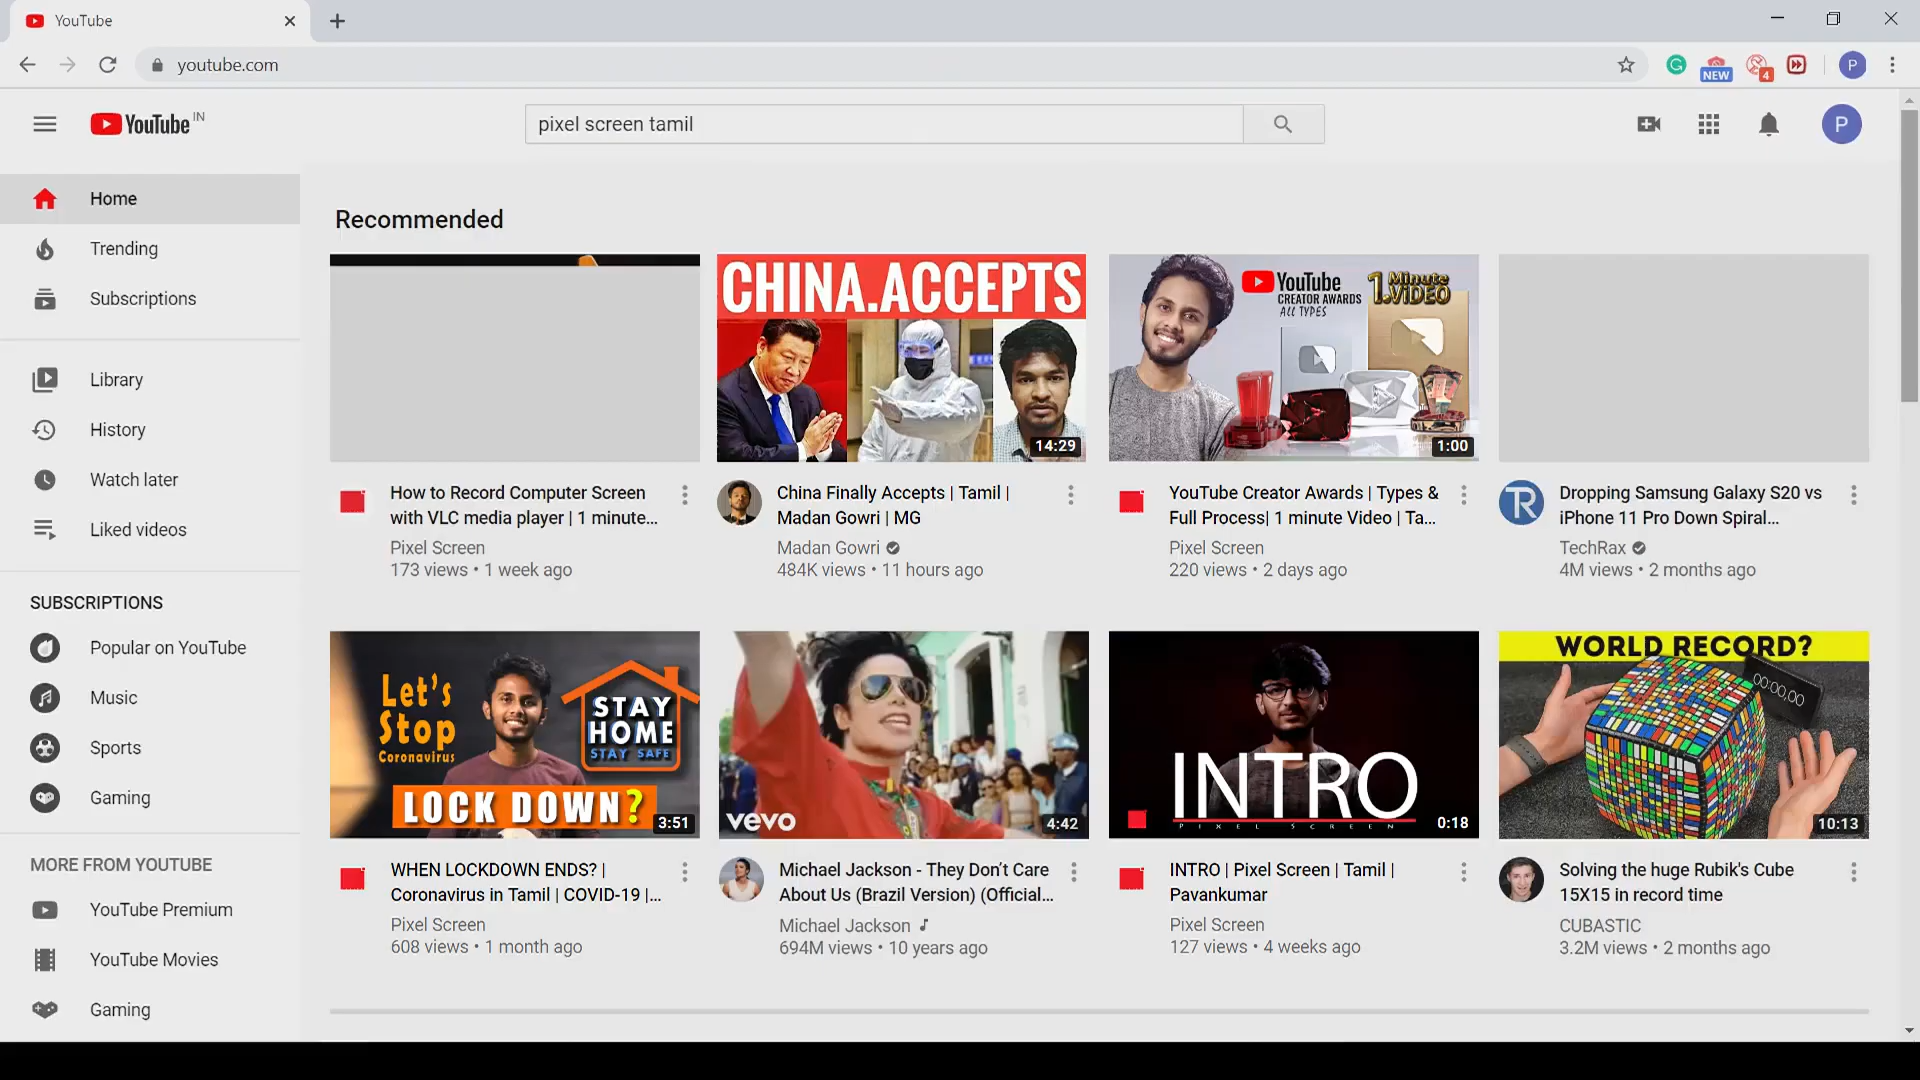 YouTube
youtube.com
NEW
4
P
YouTube IN
pixel screen tamil
P
Home
Trending
Subscriptions
Library
History
Watch later
Liked videos
SUBSCRIPTIONS
Popular on YouTube
Music
Sports
Gaming
MORE FROM YOUTUBE
YouTube Premium
YouTube Movies
Gaming
Recommended
How to Record Computer Screen
with VLC media player | 1 minute...
Pixel Screen
173 views • 1 week ago
CHINA.ACCEPTS
14:29
China Finally Accepts | Tamil |
Madan Gowri | MG
Madan Gowri
484K views • 11 hours ago
YouTube
CREATOR AWARDS
ALL TYPES
1 Minute
VIDEO
1:00
YouTube Creator Awards | Types &
Full Process| 1 minute Video | Ta...
Pixel Screen
220 views • 2 days ago
Dropping Samsung Galaxy S20 vs
iPhone 11 Pro Down Spiral...
TechRax
4M views • 2 months ago
Let's
Stop
Coronavirus
STAY
HOME
STAY SAFE
LOCK DOWN?
3:51
WHEN LOCKDOWN ENDS? |
Coronavirus in Tamil | COVID-19 |...
Pixel Screen
608 views • 1 month ago
vevo
4:42
Michael Jackson - They Don't Care
About Us (Brazil Version) (Official...
Michael Jackson
694M views • 10 years ago
INTRO
PIXEL SCREEN
0:18
INTRO | Pixel Screen | Tamil |
Pavankumar
Pixel Screen
127 views • 4 weeks ago
WORLD RECORD?
00:00,00
10:13
Solving the huge Rubik's Cube
15X15 in record time
CUBASTIC
3.2M views • 2 months ago